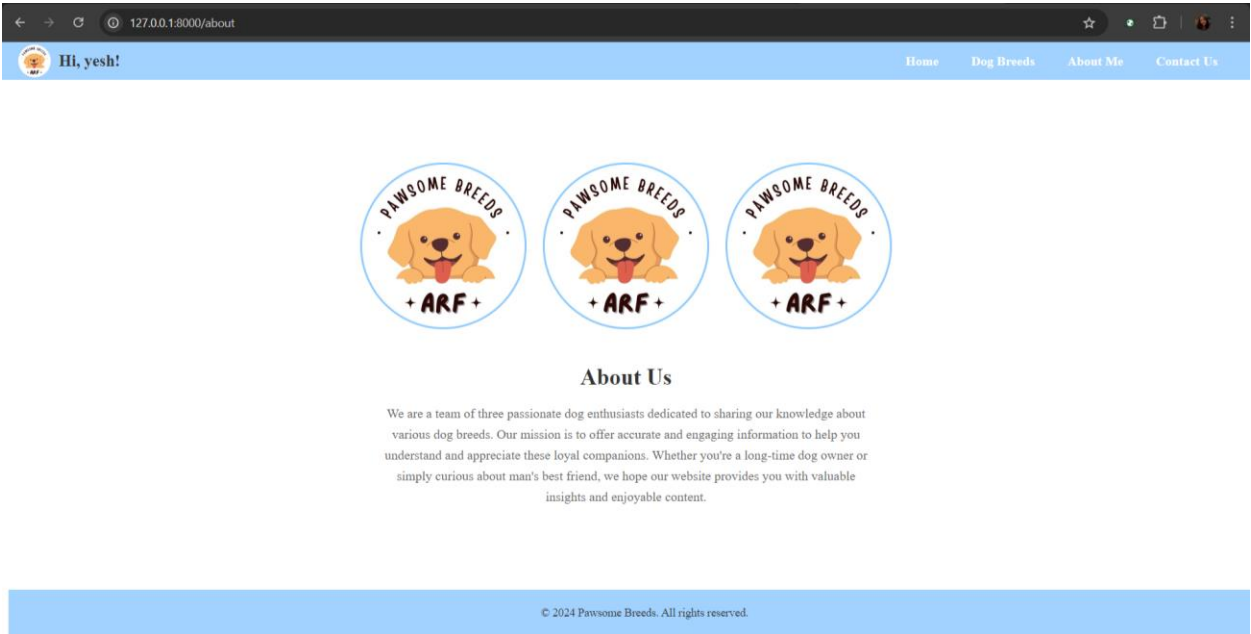 127.0.0.1:8000/about
Hi, yesh!
Home Dog Breeds About Me Contact Us
PAWSOME BREEDS
ARF
PAWSOME BREEDS
ARF
PAWSOME BREEDS
ARF
About Us
We are a team of three passionate dog enthusiasts dedicated to sharing our knowledge about
various dog breeds. Our mission is to offer accurate and engaging information to help you
understand and appreciate these loyal companions. Whether you're a long-time dog owner or
simply curious about man's best friend, we hope our website provides you with valuable
insights and enjoyable content.
© 2024 Pawsome Breeds. All rights reserved.